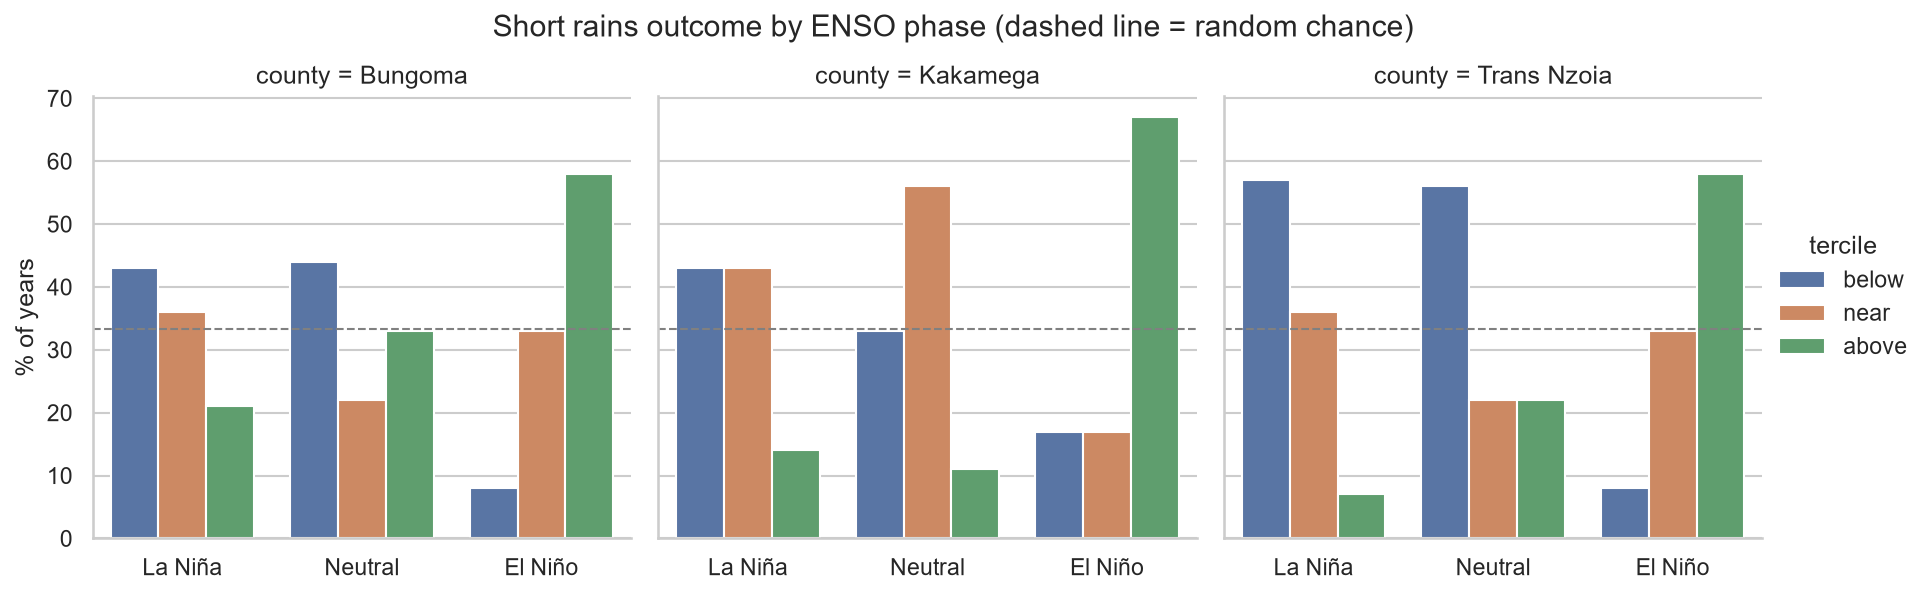 Short rains outcome by ENSO phase (dashed line = random chance)
county = Bungoma
county = Kakamega
county = Trans Nzoia
% of years
70
60
50
40
30
20
10
0
La Niña
Neutral
El Niño
La Niña
Neutral
El Niño
La Niña
Neutral
El Niño
tercile
below
near
above